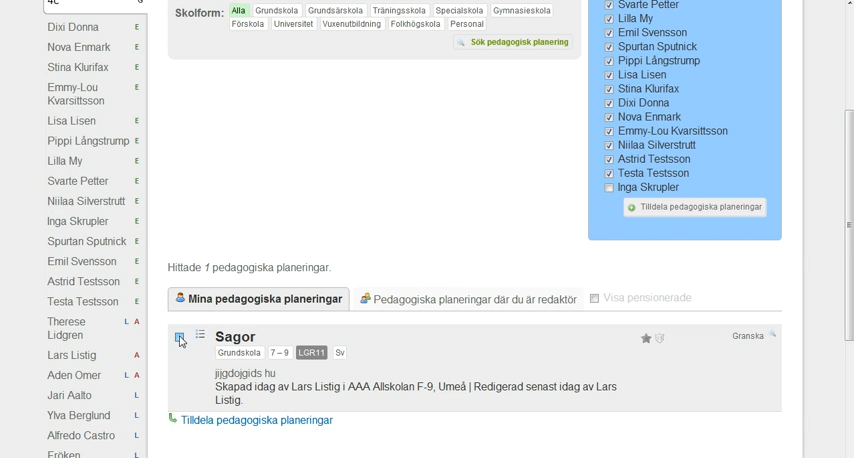 4C G
Dixi Donna E
Nova Enmark E
Stina Klurifax E
Emmy-Lou E
Kvarsittsson
Lisa Lisen E
Pippi Långstrump E
Lilla My E
Svarte Petter E
Niilaa Silverstrutt E
Inga Skrupler E
Spurtan Sputnick E
Emil Svensson E
Astrid Testsson E
Testa Testsson E
Therese L A
Lidgren
Lars Listig A
Aden Omer L A
Jari Aalto L
Ylva Berglund L
Alfredo Castro L
Fröken L
Skolform: Alla Grundskola Grundsärskola Träningsskola Specialskola Gymnasieskola
Förskola Universitet Vuxenutbildning Folkhögskola Personal
Sök pedagogisk planering
Svarte Petter
Lilla My
Emil Svensson
Spurtan Sputnick
Pippi Långstrump
Lisa Lisen
Stina Klurifax
Dixi Donna
Nova Enmark
Emmy-Lou Kvarsittsson
Niilaa Silverstrutt
Astrid Testsson
Testa Testsson
Inga Skrupler
Tilldela pedagogiska planeringar
Hittade 1 pedagogiska planeringar.
Mina pedagogiska planeringar Pedagogiska planeringar där du är redaktör Visa pensionerade
Sagor Granska
Grundskola 7 – 9 LGR11 Sv
jijgdojgids hu
Skapad idag av Lars Listig i AAA Allskolan F-9, Umeå | Redigerad senast idag av Lars
Listig.
Tilldela pedagogiska planeringar